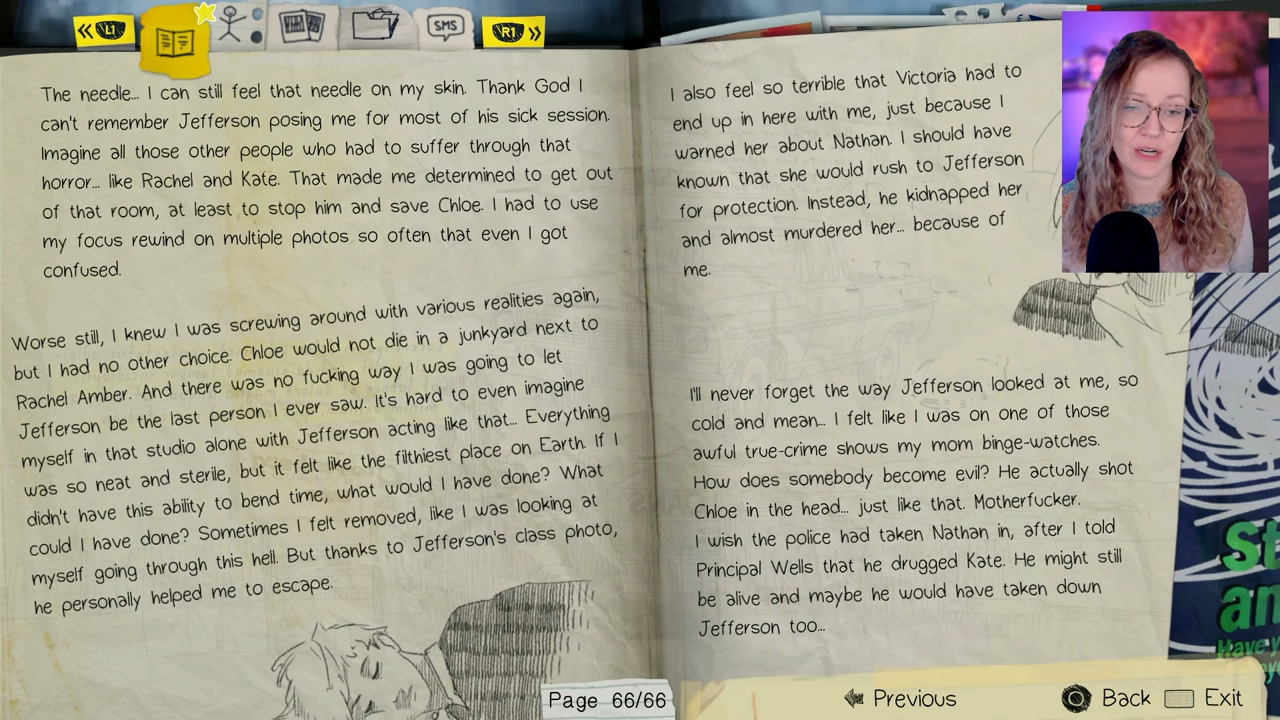 L1
SMS
R1
The needle... I can still feel that needle on my skin. Thank God I
can't remember Jefferson posing me for most of his sick session.
Imagine all those other people who had to suffer through that
horror... like Rachel and Kate. That made me determined to get out
of that room, at least to stop him and save Chloe. I had to use
my focus rewind on multiple photos so often that even I got
confused.
Worse still, I knew I was screwing around with various realities again,
but I had no other choice. Chloe would not die in a junkyard next to
Rachel Amber. And there was no fucking way I was going to let
Jefferson be the last person I ever saw. It's hard to even imagine
myself in that studio alone with Jefferson acting like that... Everything
was so neat and sterile, but it felt like the filthiest place on Earth. If I
didn't have this ability to bend time, what would I have done? What
could I have done? Sometimes I felt removed, like I was looking at
myself going through this hell. But thanks to Jefferson's class photo,
he personally helped me to escape.
I also feel so terrible that Victoria had to
end up in here with me, just because I
warned her about Nathan. I should have
known that she would rush to Jefferson
for protection. Instead, he kidnapped her
and almost murdered her... because of
me.
I'll never forget the way Jefferson looked at me, so
cold and mean... I felt like I was on one of those
awful true-crime shows my mom binge-watches.
How does somebody become evil? He actually shot
Chloe in the head... just like that. Motherfucker.
I wish the police had taken Nathan in, after I told
Principal Wells that he drugged Kate. He might still
be alive and maybe he would have taken down
Jefferson too...
St
an
Have y
Page 66/66
Previous
Back
Exit